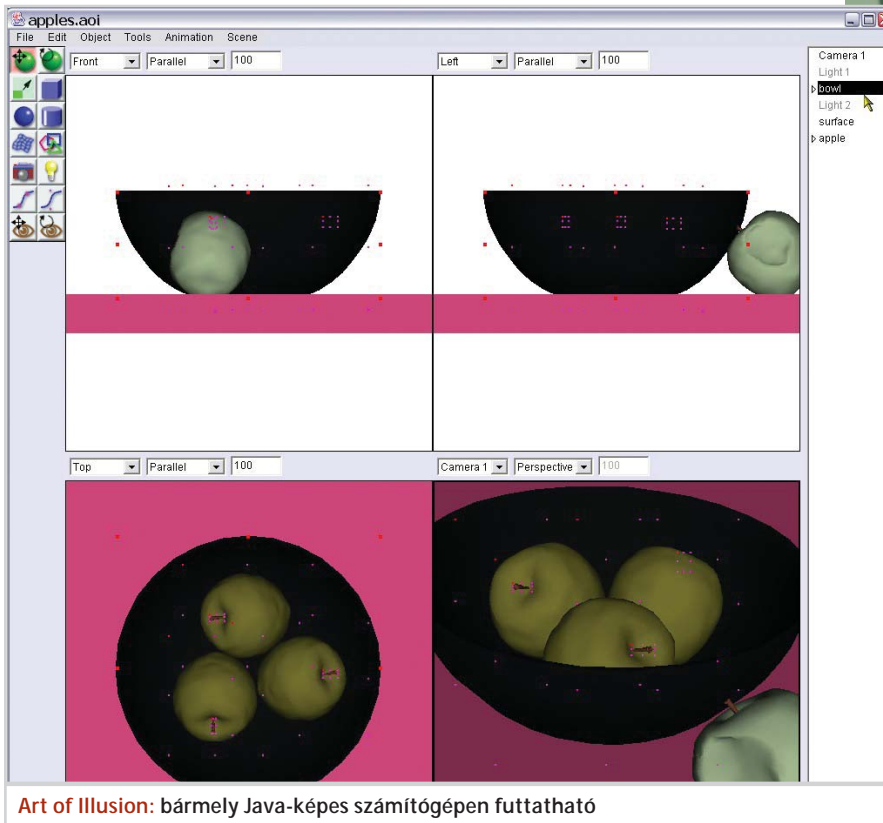 apples.aoi
File Edit Object Tools Animation Scene
Front Parallel 100
Left Parallel 100
Camera 1
Light 1
bowl
Light 2
surface
apple
Top Parallel 100
Camera 1 Perspective 100
Art of Illusion: bármely Java-képes számítógépen futtatható